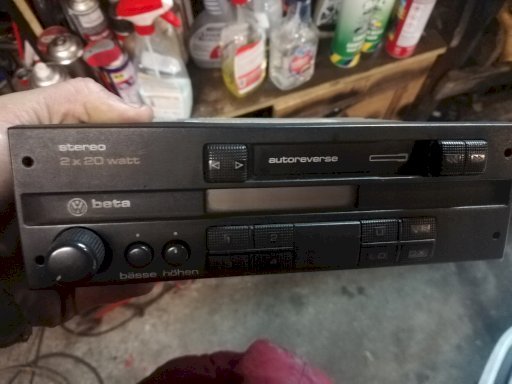 stereo
2 x 20 watt
autoreverse
beta
bässe höhen